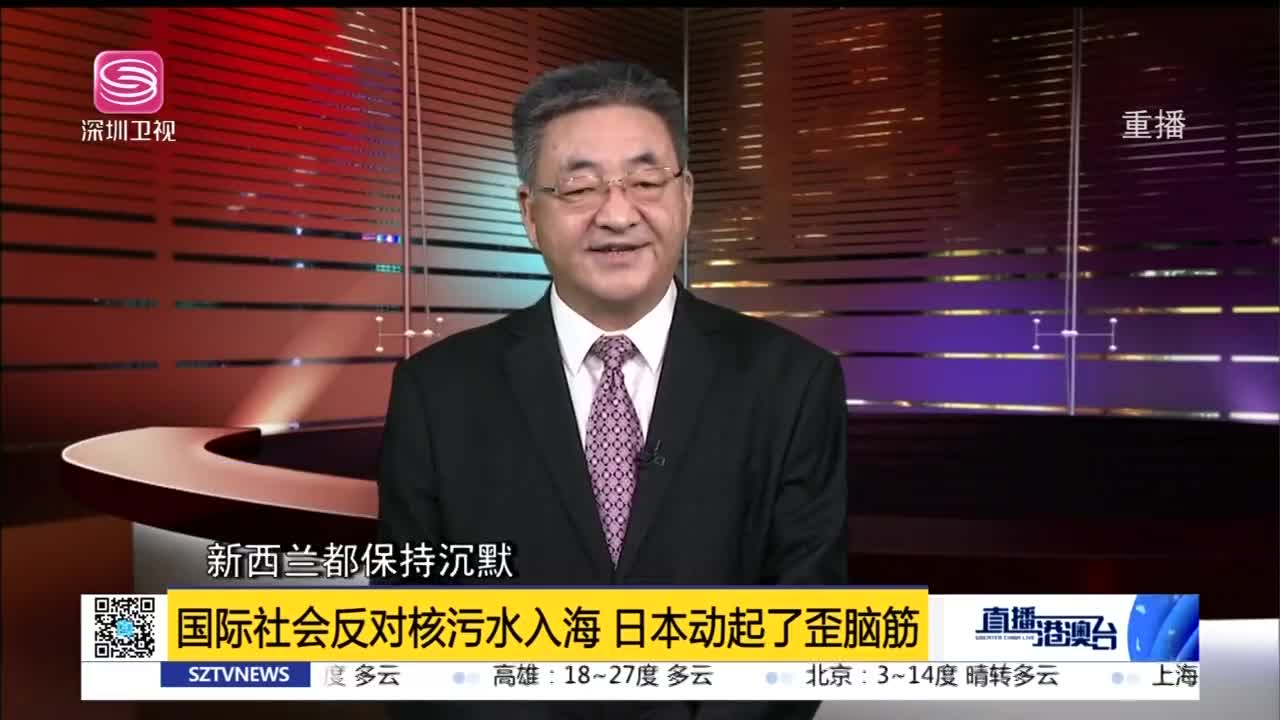 深圳卫视
重播
新西兰都保持沉默
国际社会反对核污水入海 日本动起了歪脑筋
直播港澳台
GREATER CHINA LIVE
SZTVNEWS
度 多云 高雄：18~27度 多云 北京：3~14度 晴转多云 上海